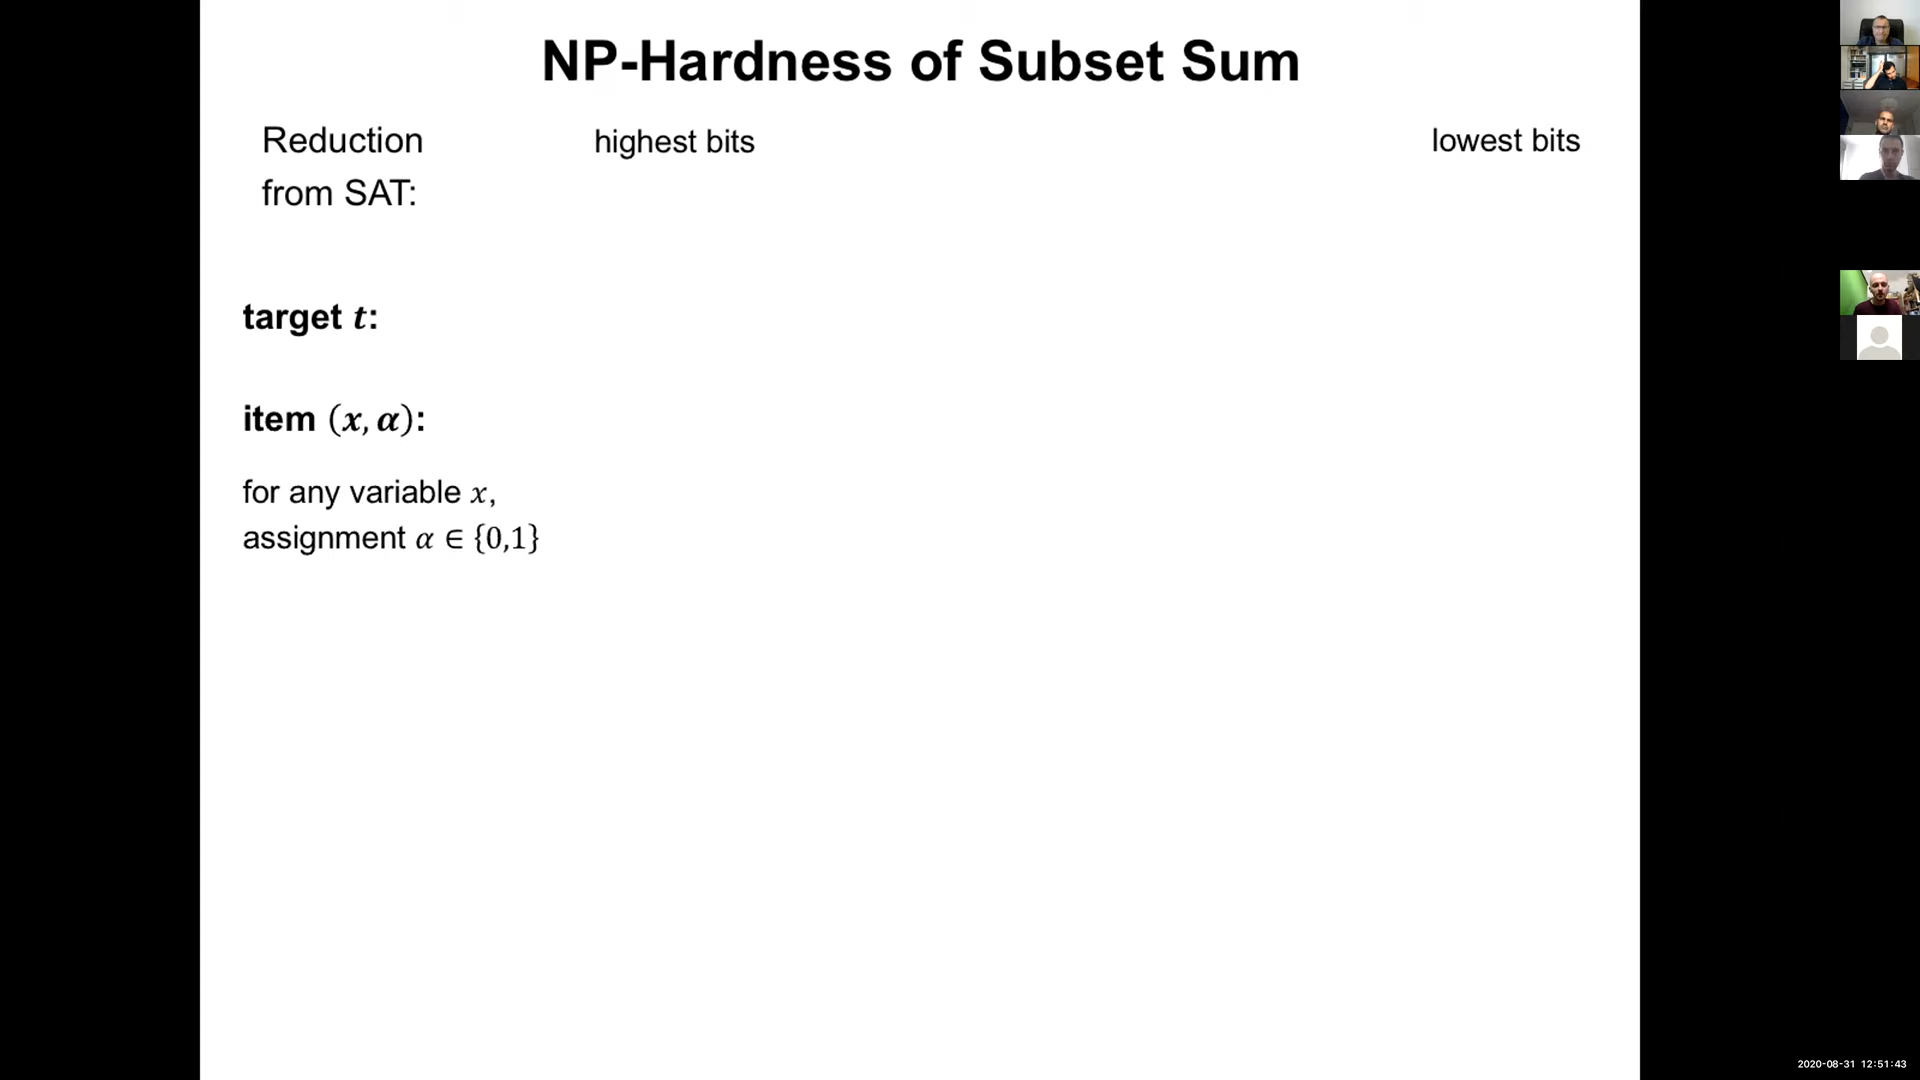 NP-Hardness of Subset Sum
Reduction
from SAT:
highest bits
lowest bits
target t:
item (x, α):
for any variable x,
assignment α ∈ {0,1}
2020-08-31 12:51:43